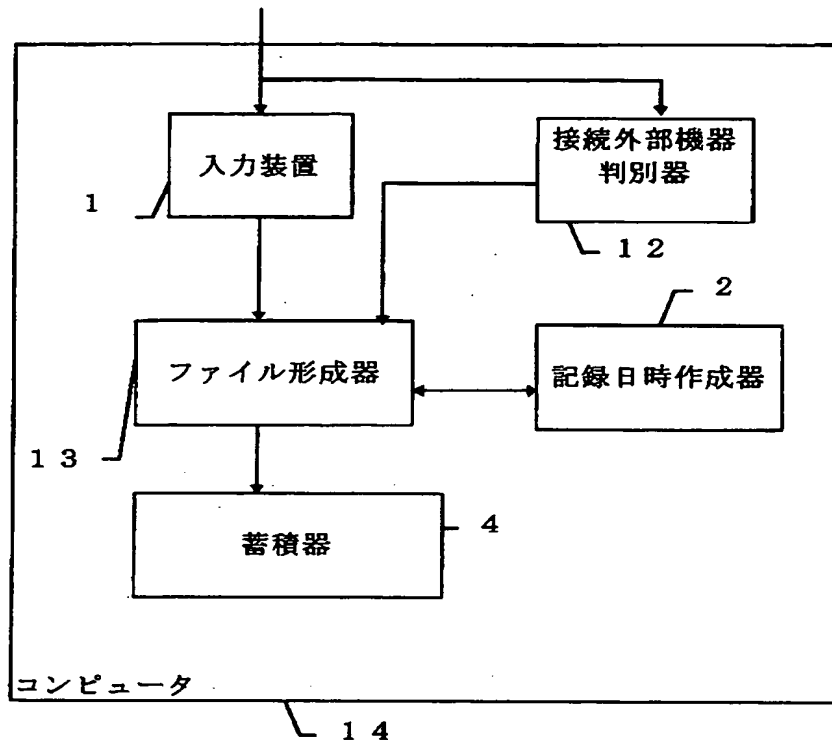 入力装置
1
接続外部機器
判別器
12
2
ファイル形成器
記録日時作成器
13
蓄積器
4
コンピュータ
14